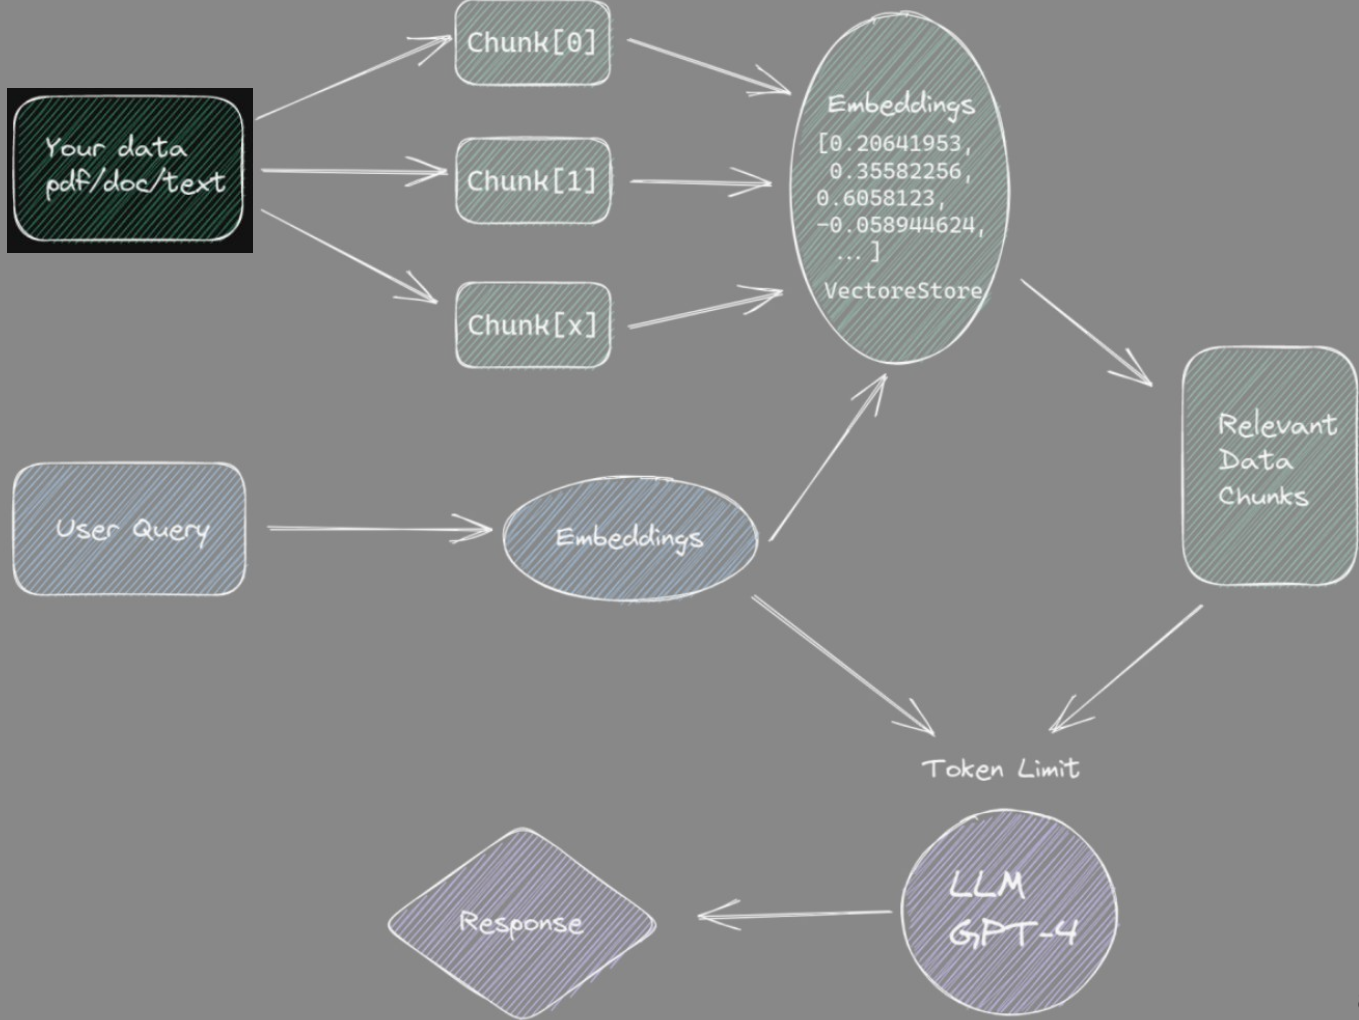 Chunk[0]
Your data
pdf/doc/text
Chunk[1]
Chunk[x]
Embeddings
[0.20641953,
0.35582256,
0.6058123,
-0.058944624,
... ]
VectoreStore
Relevant
Data
Chunks
User Query
Embeddings
Token Limit
LLM
GPT-4
Response